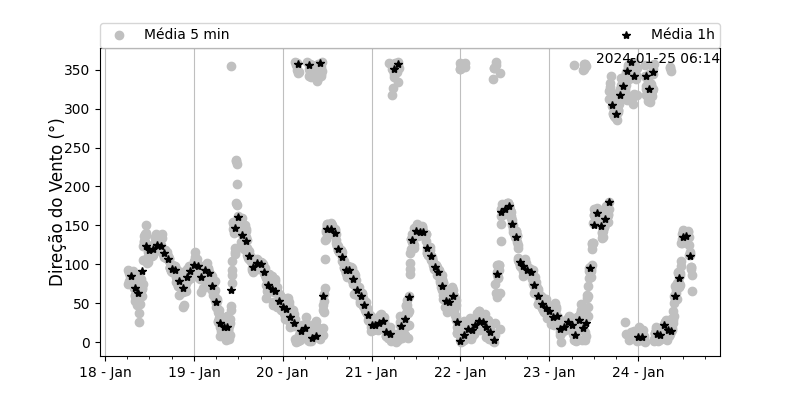 Média 5 min
Média 1h
2024-01-25 06:14
Direção do Vento (°)
350
300
250
200
150
100
50
0
18 - Jan
19 - Jan
20 - Jan
21 - Jan
22 - Jan
23 - Jan
24 - Jan